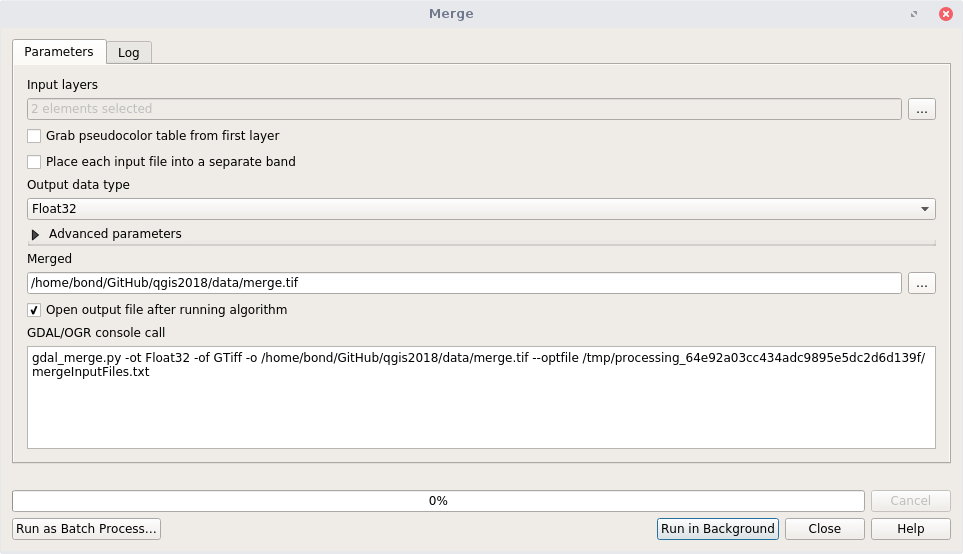 Merge
Parameters
Log
Input layers
2 elements selected
...
Grab pseudocolor table from first layer
Place each input file into a separate band
Output data type
Float32
Advanced parameters
Merged
/home/bond/GitHub/qgis2018/data/merge.tif
...
Open output file after running algorithm
GDAL/OGR console call
gdal_merge.py -ot Float32 -of GTiff -o /home/bond/GitHub/qgis2018/data/merge.tif --optfile /tmp/processing_64e92a03cc434adc9895e5dc2d6d139f/
mergeInputFiles.txt
0%
Cancel
Run as Batch Process...
Run in Background
Close
Help